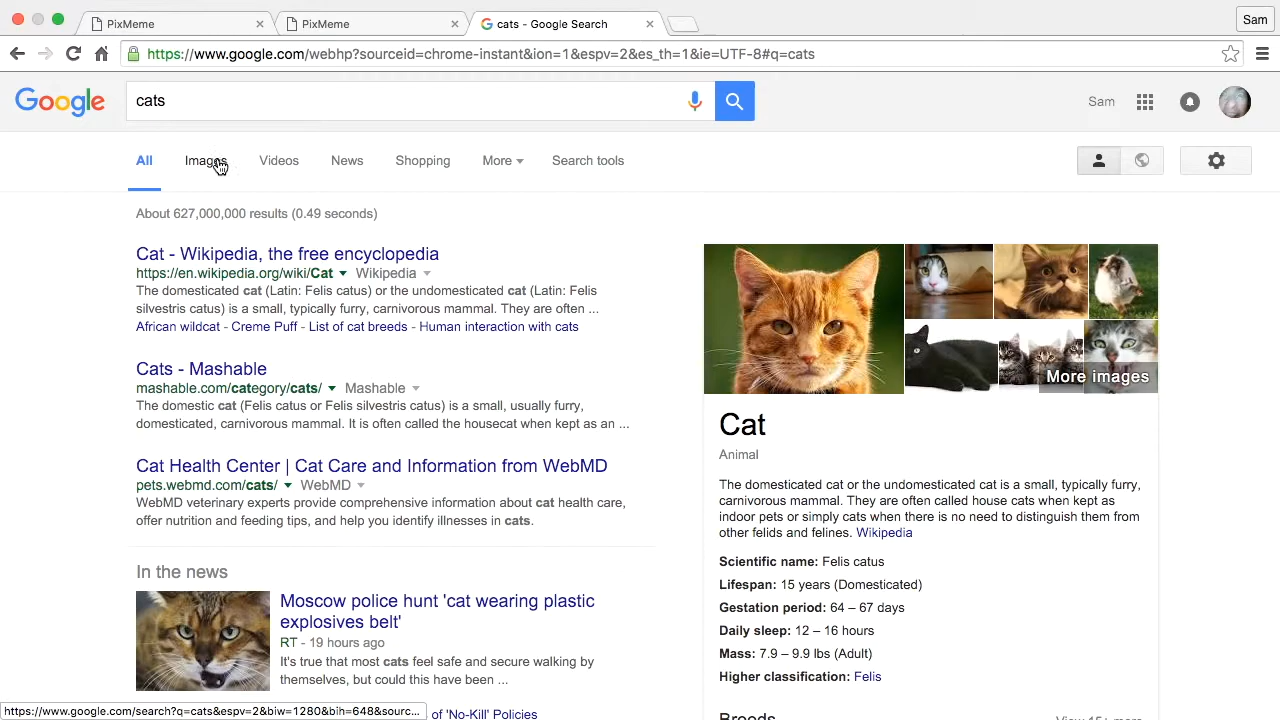 PixMeme
PixMeme
cats - Google Search
Sam
https://www.google.com/webhp?sourceid=chrome-instant&ion=1&espv=2&es_th=1&ie=UTF-8#q=cats
Google
cats
Sam
All
Images
Videos
News
Shopping
More
Search tools
About 627,000,000 results (0.49 seconds)
Cat - Wikipedia, the free encyclopedia
https://en.wikipedia.org/wiki/Cat Wikipedia
The domesticated cat (Latin: Felis catus) or the undomesticated cat (Latin: Felis
silvestris catus) is a small, typically furry, carnivorous mammal. They are often ...
African wildcat - Creme Puff - List of cat breeds - Human interaction with cats
Cats - Mashable
mashable.com/category/cats/ Mashable
The domestic cat (Felis catus or Felis silvestris catus) is a small, usually furry,
domesticated, carnivorous mammal. It is often called the housecat when kept as an ...
Cat Health Center | Cat Care and Information from WebMD
pets.webmd.com/cats/ WebMD
WebMD veterinary experts provide comprehensive information about cat health care,
offer nutrition and feeding tips, and help you identify illnesses in cats.
In the news
Moscow police hunt 'cat wearing plastic
explosives belt'
RT - 19 hours ago
It's true that most cats feel safe and secure walking by
themselves, but could this have been ...
of 'No-Kill' Policies
https://www.google.com/search?q=cats&espv=2&biw=1280&bih=648&sourc...
More images
Cat
Animal
The domesticated cat or the undomesticated cat is a small, typically furry,
carnivorous mammal. They are often called house cats when kept as
indoor pets or simply cats when there is no need to distinguish them from
other felids and felines. Wikipedia
Scientific name: Felis catus
Lifespan: 15 years (Domesticated)
Gestation period: 64 – 67 days
Daily sleep: 12 – 16 hours
Mass: 7.9 – 9.9 lbs (Adult)
Higher classification: Felis
Breeds
View 15+ more